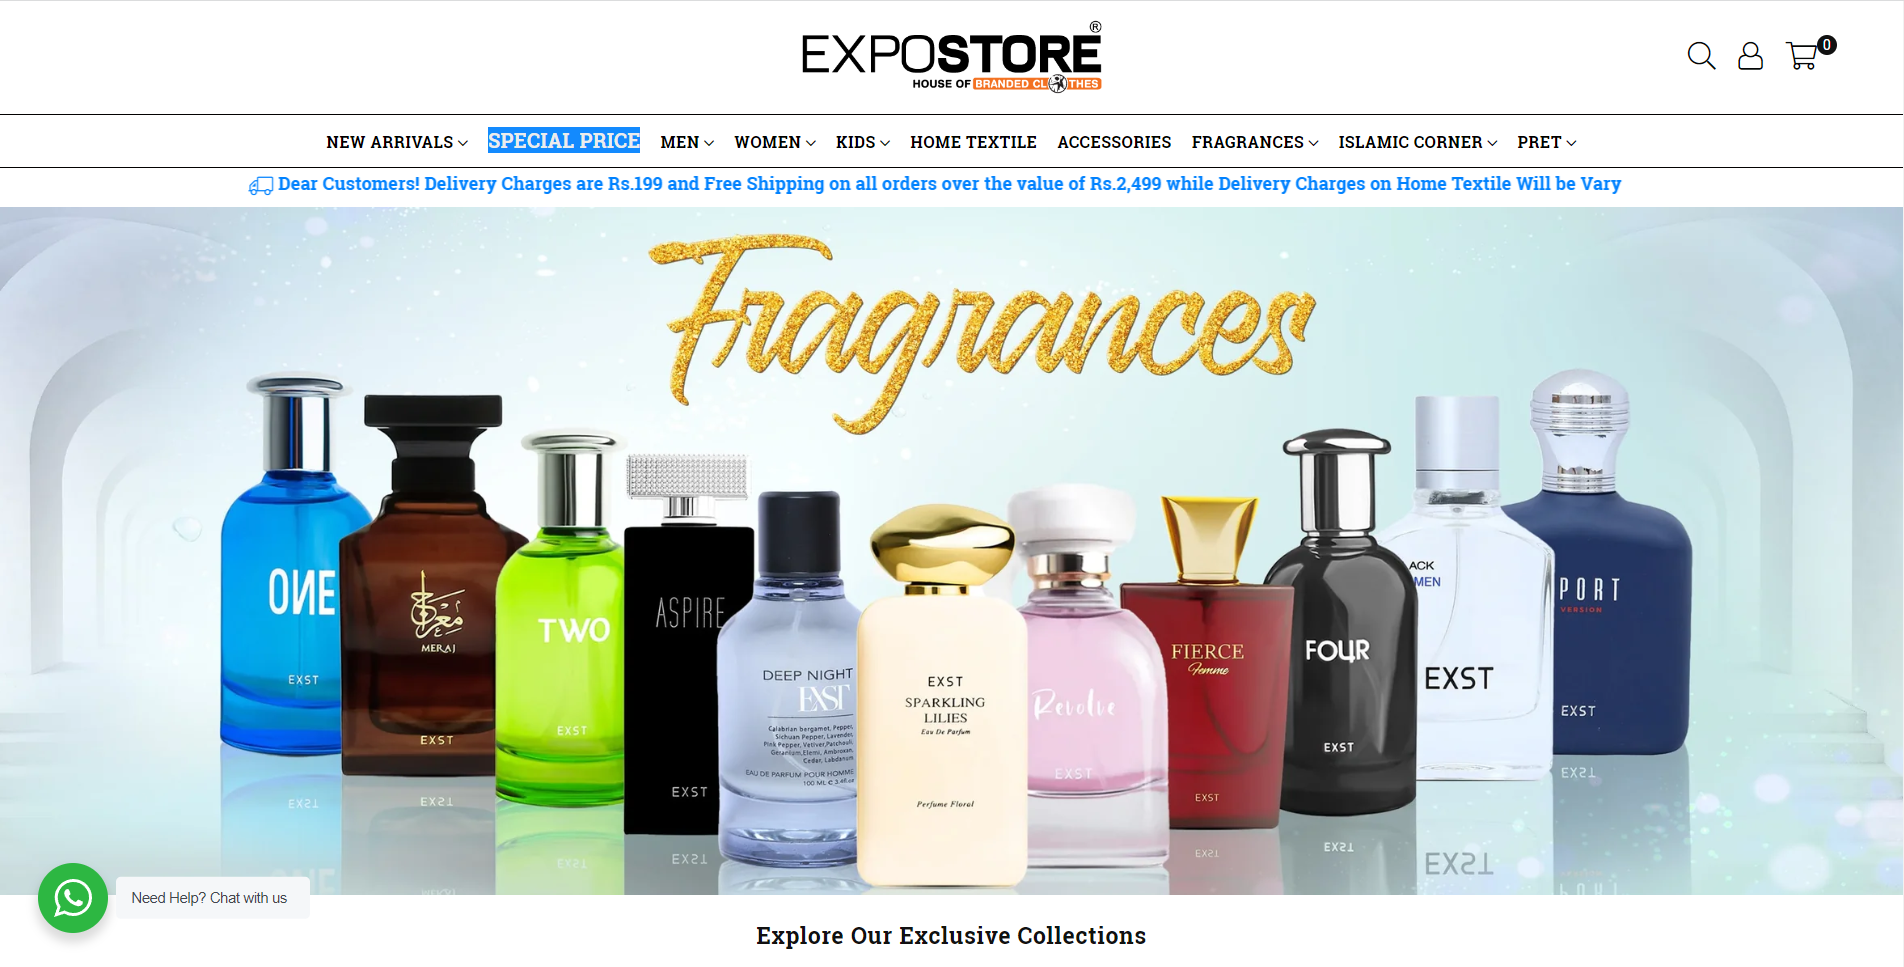 EXPOSTORE®
HOUSE OF BRANDED CLOTHES
0
NEW ARRIVALS SPECIAL PRICE MEN WOMEN KIDS HOME TEXTILE ACCESSORIES FRAGRANCES ISLAMIC CORNER PRET
Dear Customers! Delivery Charges are Rs.199 and Free Shipping on all orders over the value of Rs.2,499 while Delivery Charges on Home Textile Will be Vary
Fragrances
ONE
EXST
معراج
MERAJ
EXST
TWO
EXST
ASPIRE
EXST
DEEP NIGHT
EXST
Calabrian bergamot, Pepper,
Sichuan Pepper, Lavender,
Pink Pepper, Vetiver,Patchouli,
Geranium,Elemi, Ambroxan,
Cedar, Labdanum
EAU DE PARFUM POUR HOMME
100 ML ℮ 3.4fl.oz
EXST
SPARKLING
LILIES
Eau De Parfum
Perfume Floral
Revolve
EXST
FIERCE
Femme
EXST
FOUR
EXST
ACK
MEN
EXST
PORT
VERSION
EXST
Need Help? Chat with us
Explore Our Exclusive Collections